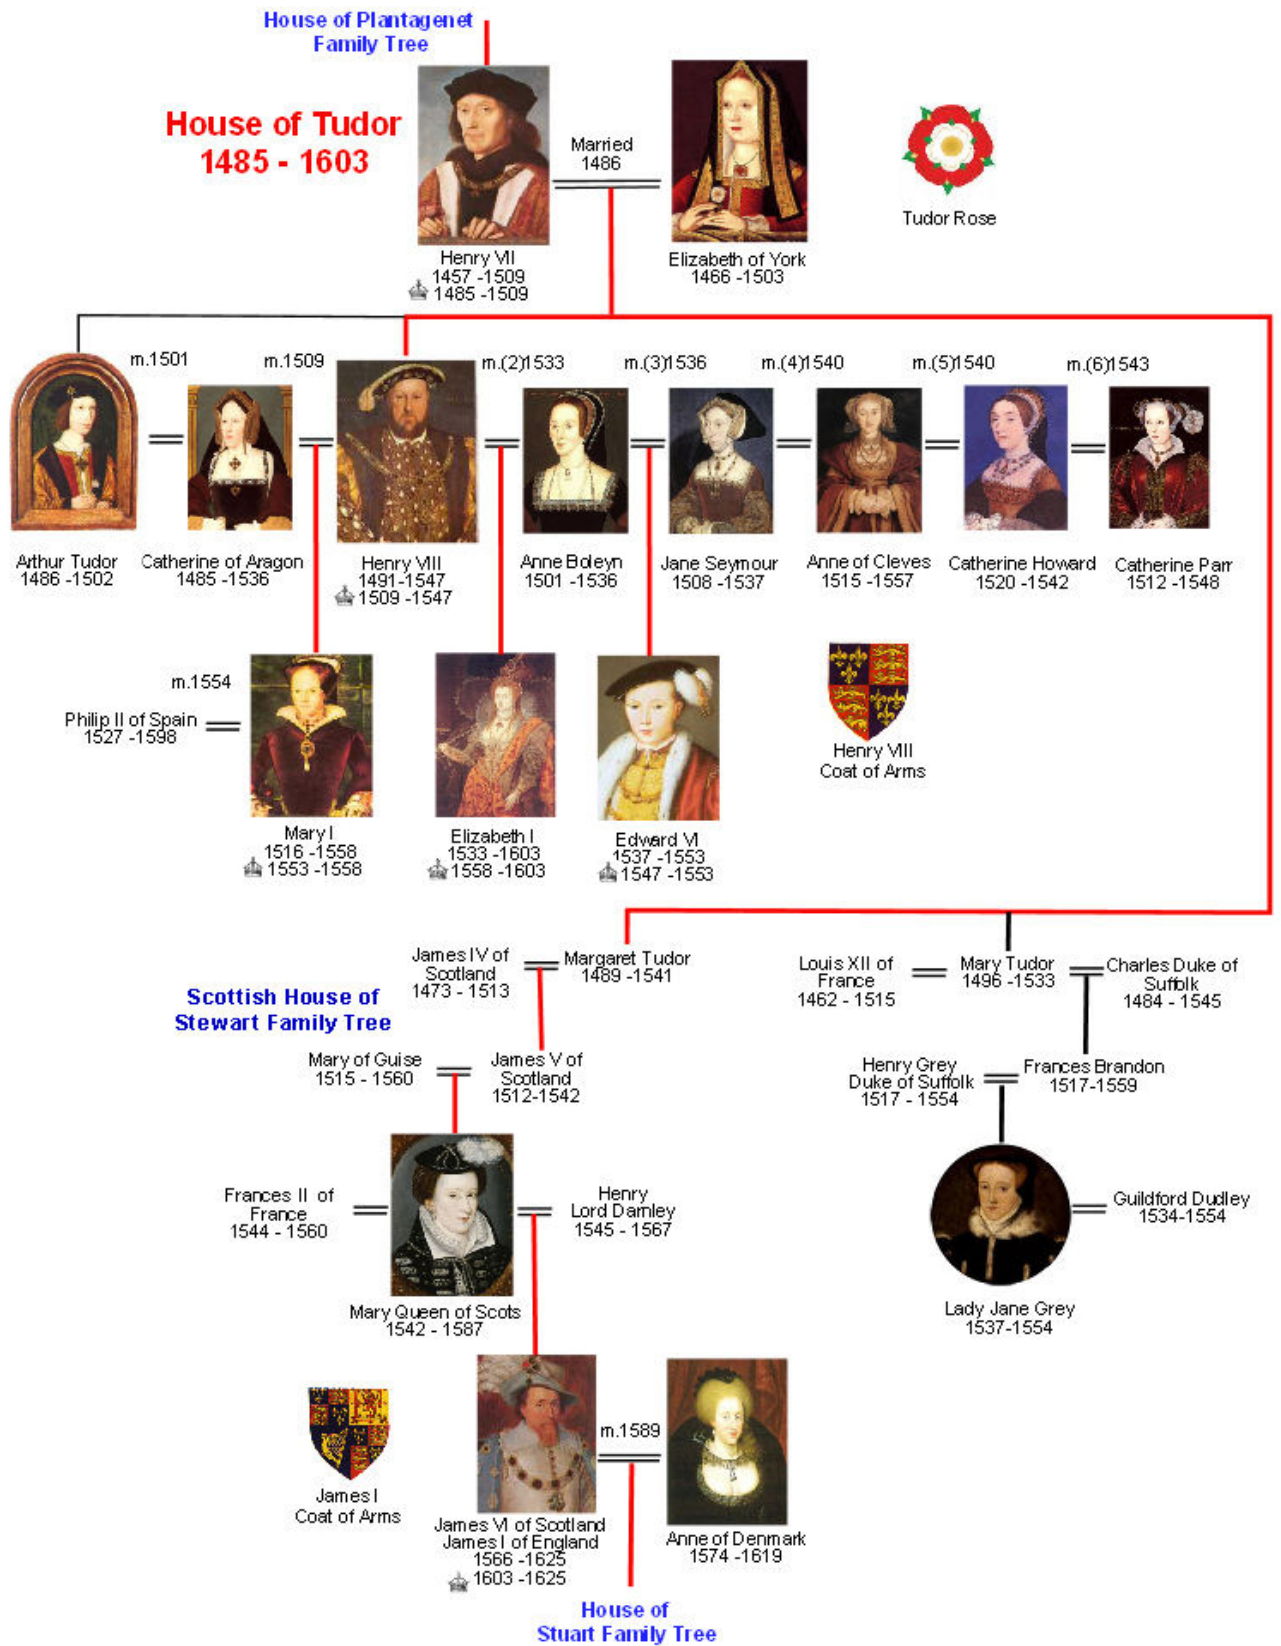 House of Plantagenet
Family Tree
House of Tudor
1485 - 1603
Married
1486
Tudor Rose
Henry VII
1457 -1509
1485 -1509
Elizabeth of York
1466 -1503
m.1501
m.1509
m.(2)1533
m.(3)1536
m.(4)1540
m.(5)1540
m.(6)1543
Arthur Tudor
1486 -1502
Catherine of Aragon
1485 -1536
Henry VIII
1491-1547
1509 -1547
Anne Boleyn
1501 -1536
Jane Seymour
1508 -1537
Anne of Cleves
1515 -1557
Catherine Howard
1520 -1542
Catherine Parr
1512 -1548
m.1554
Philip II of Spain
1527 -1598
Henry VIII
Coat of Arms
Mary I
1516 -1558
1553 -1558
Elizabeth I
1533 -1603
1558 -1603
Edward VI
1537 -1553
1547 -1553
James IV of
Scotland
1473 - 1513
Margaret Tudor
1489 -1541
Louis XII of
France
1462 - 1515
Mary Tudor
1496 -1533
Charles Duke of
Suffolk
1484 - 1545
Scottish House of
Stewart Family Tree
Mary of Guise
1515 - 1560
James V of
Scotland
1512-1542
Henry Grey
Duke of Suffolk
1517 - 1554
Frances Brandon
1517-1559
Frances II of
France
1544 - 1560
Henry
Lord Darnley
1545 - 1567
Guildford Dudley
1534-1554
Mary Queen of Scots
1542 - 1587
Lady Jane Grey
1537-1554
m.1589
James I
Coat of Arms
James VI of Scotland
James I of England
1566 -1625
1603 -1625
Anne of Denmark
1574 -1619
House of
Stuart Family Tree